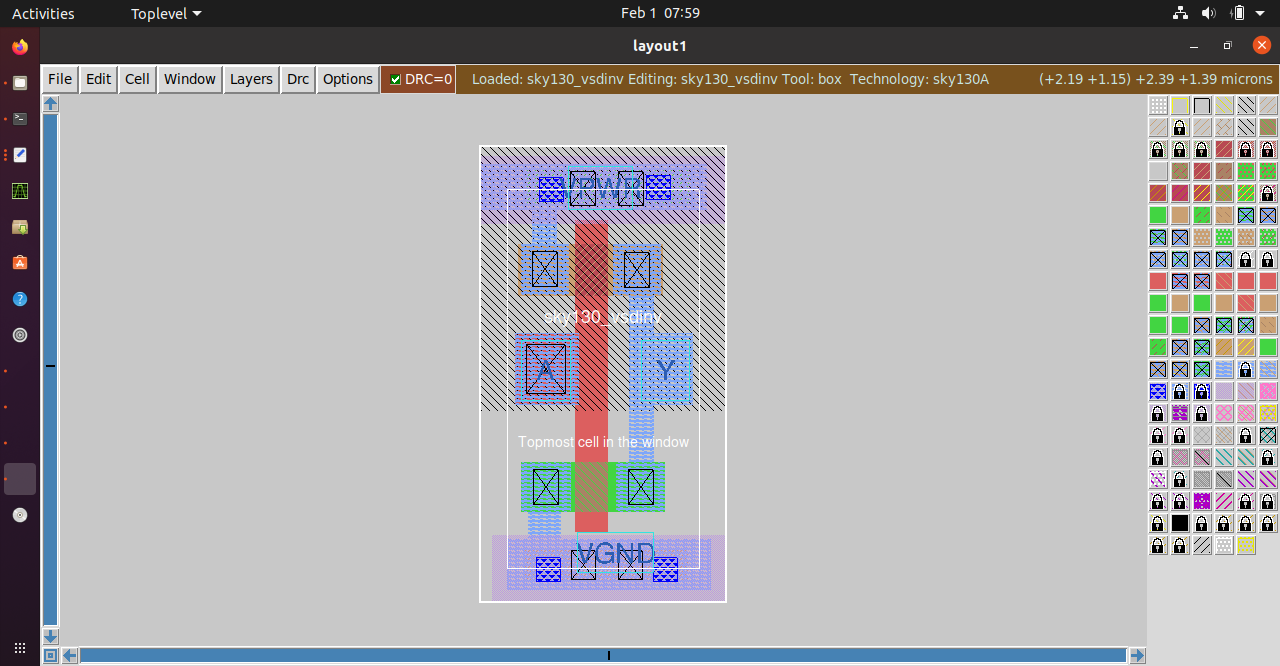 Activities
Toplevel
Feb 1 07:59
layout1
File Edit Cell Window Layers Drc Options DRC=0 Loaded: sky130_vsdinv Editing: sky130_vsdinv Tool: box Technology: sky130A (+2.19 +1.15) +2.39 +1.39 microns
VPWR
sky130_vsdinv
A Y
Topmost cell in the window
VGND